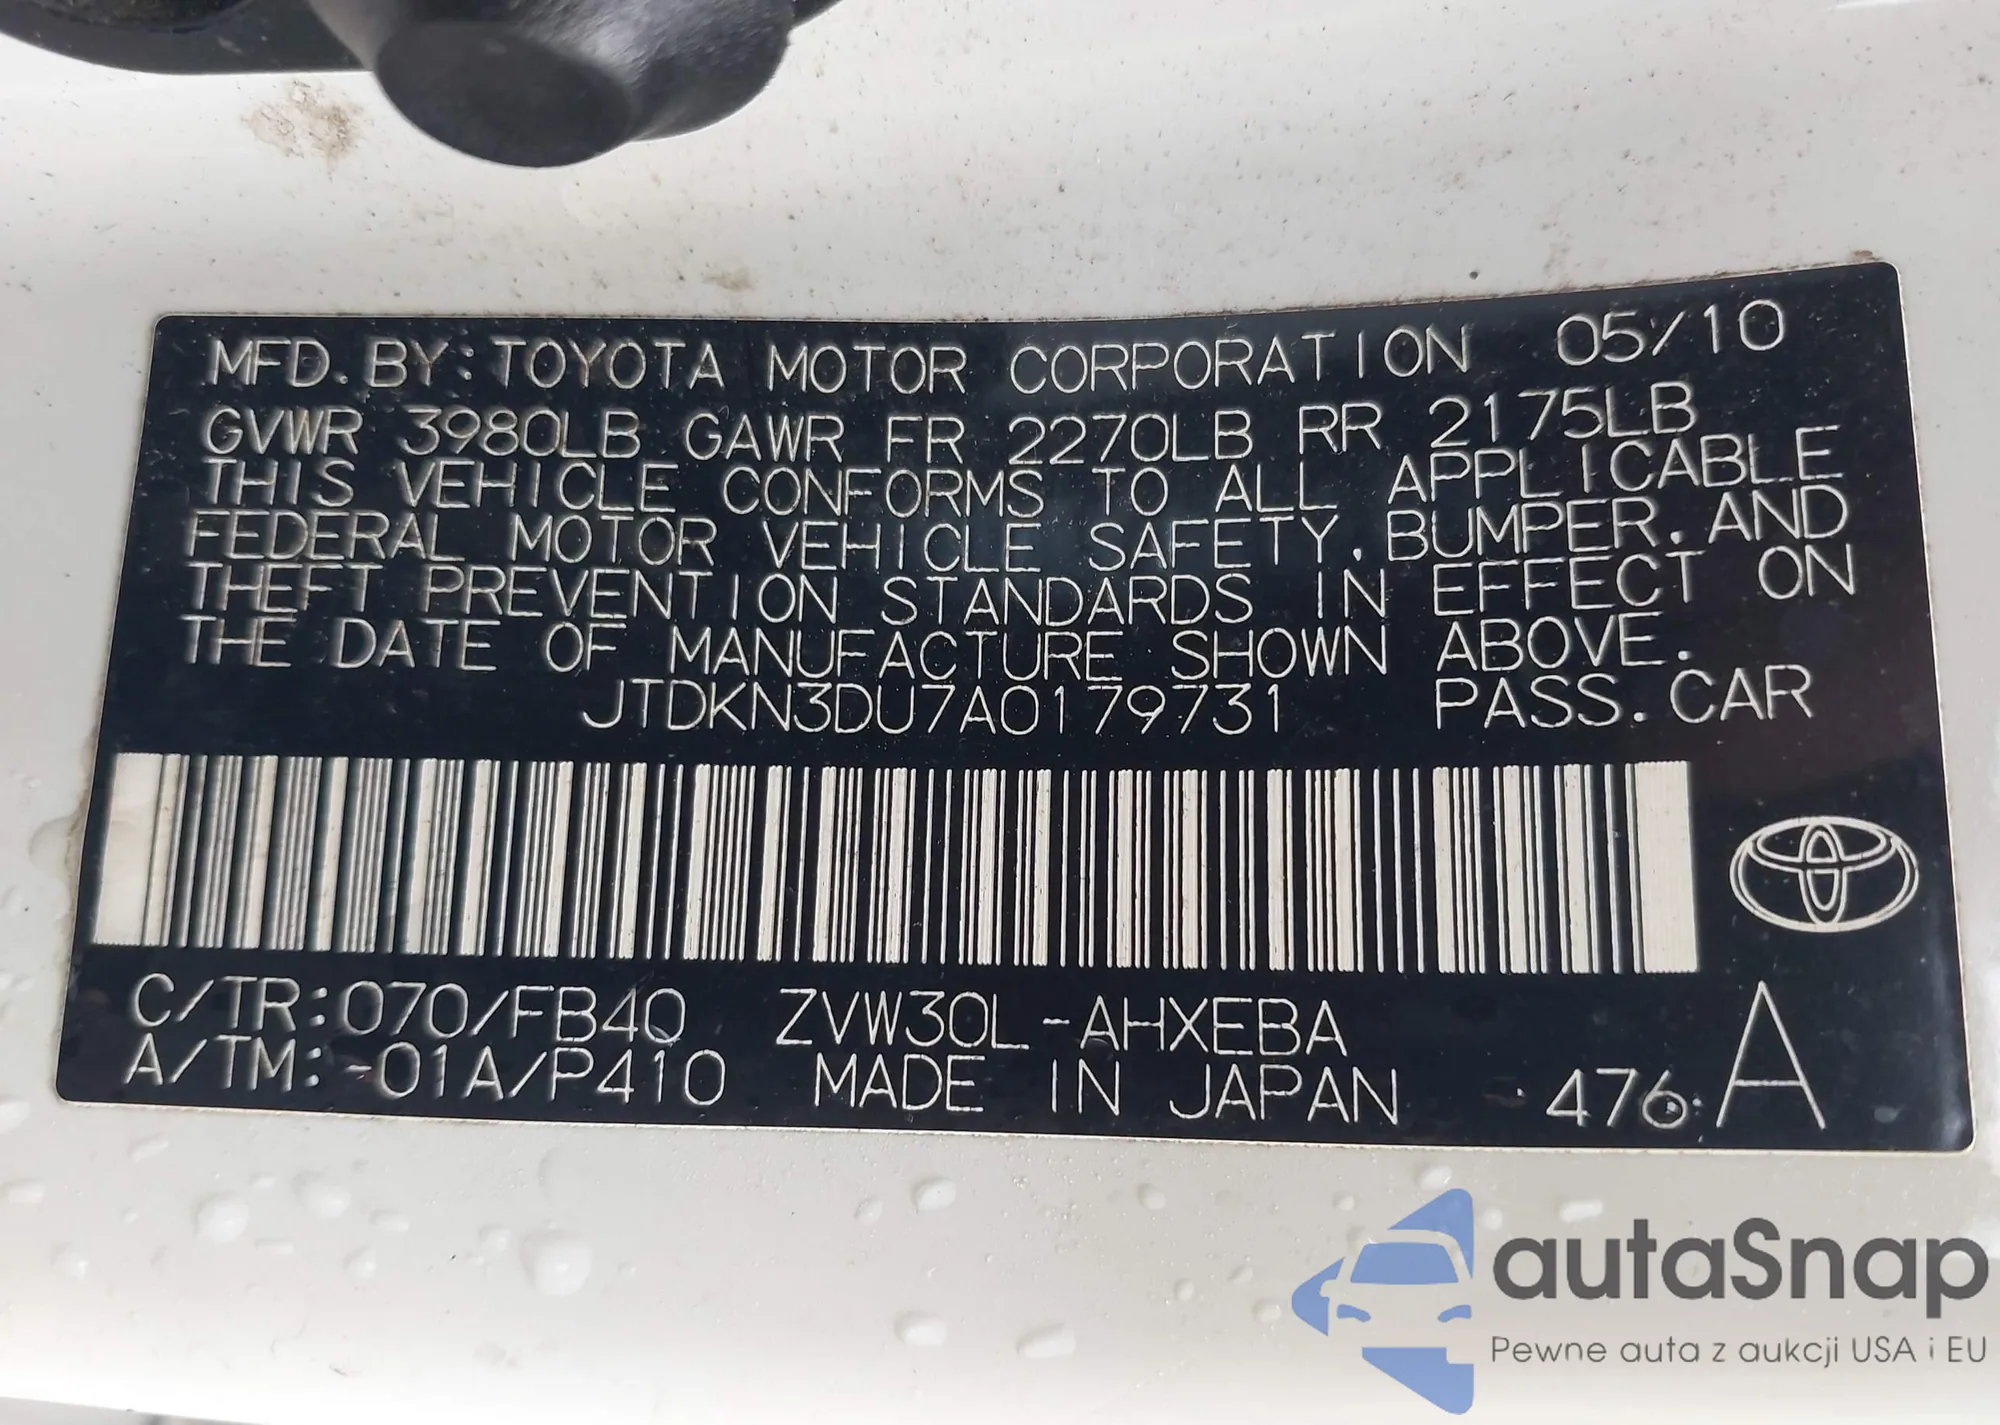 MFD. BY: TOYOTA MOTOR CORPORATION 05/10
GVWR 3980LB GAWR FR 2270LB RR 2175LB
THIS VEHICLE CONFORMS TO ALL APPLICABLE
FEDERAL MOTOR VEHICLE SAFETY, BUMPER, AND
THEFT PREVENTION STANDARDS IN EFFECT ON
THE DATE OF MANUFACTURE SHOWN ABOVE.
JTDKN3DU7A0179731 PASS. CAR
C/TR: 070/FB40 ZVW30L-AHXEBA
A/TM: -01A/P410 MADE IN JAPAN 476 A
autaSnap
Pewne auta z aukcji USA i EU